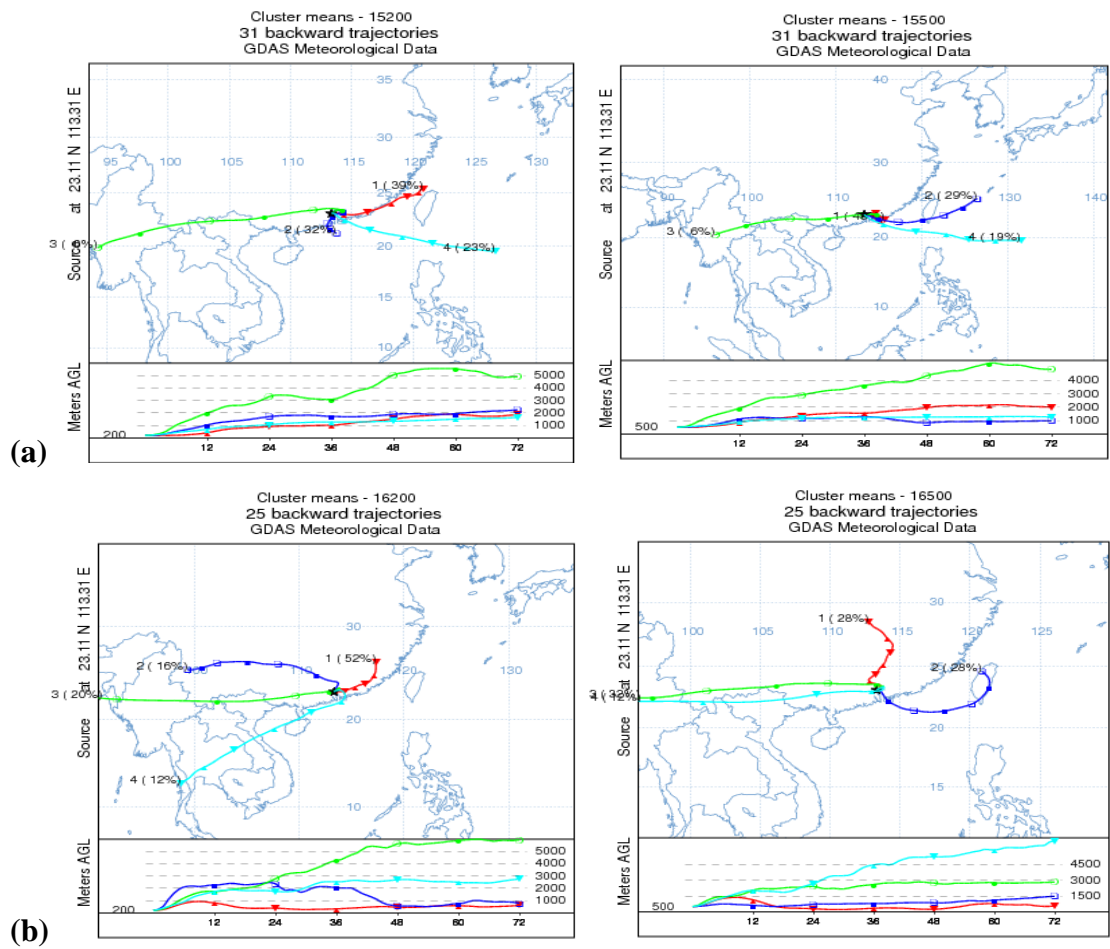 Cluster means - 15200
31 backward trajectories
GDAS Meteorological Data
Source ★ at 23.11 N 113.31 E
35
30
25
20
15
10
95
100
105
110
115
120
125
130
1 (39%)
2 ( 32%)
4 ( 23%)
Meters AGL
200
5000
4000
3000
2000
1000
12 24 36 48 60 72
Cluster means - 15500
31 backward trajectories
GDAS Meteorological Data
Source ★ at 23.11 N 113.31 E
40
30
20
10
100
110
120
130
140
2 ( 29%)
3 ( 6%)
4 ( 19%)
Meters AGL
500
4000
3000
2000
1000
12 24 36 48 60 72
(a)
Cluster means - 16200
25 backward trajectories
GDAS Meteorological Data
Source ★ at 23.11 N 113.31 E
30
20
10
110
120
130
1 (52%)
2 ( 16%)
3 ( 20%)
4 ( 12%)
Meters AGL
200
5000
4000
3000
2000
1000
12 24 36 48 60 72
Cluster means - 16500
25 backward trajectories
GDAS Meteorological Data
Source ★ at 23.11 N 113.31 E
30
25
20
15
100
105
110
115
120
125
1 ( 28%)
2 ( 28%)
Meters AGL
500
4500
3000
1500
12 24 36 48 60 72
(b)